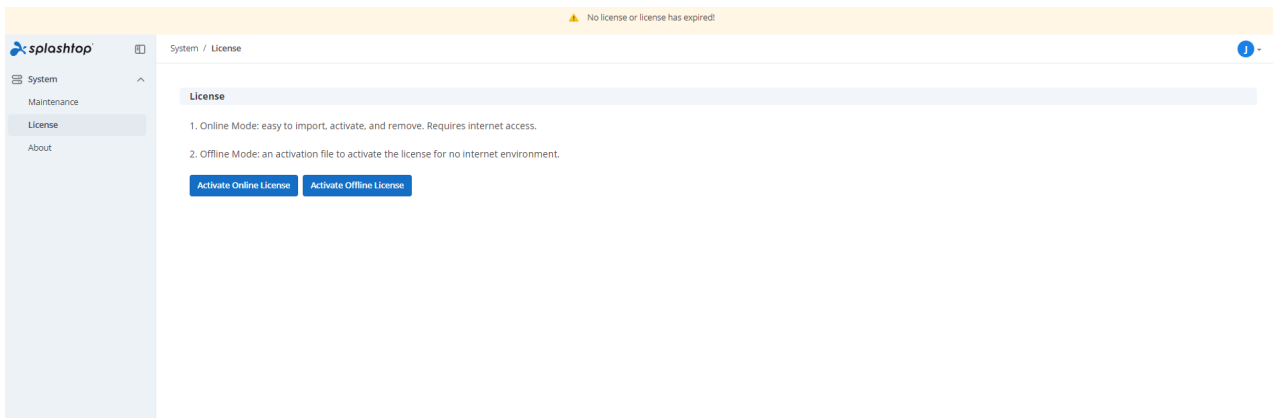 No license or license has expired!
splashtop
System / License
J
System
Maintenance
License
About
License
1. Online Mode: easy to import, activate, and remove. Requires internet access.
2. Offline Mode: an activation file to activate the license for no internet environment.
Activate Online License
Activate Offline License